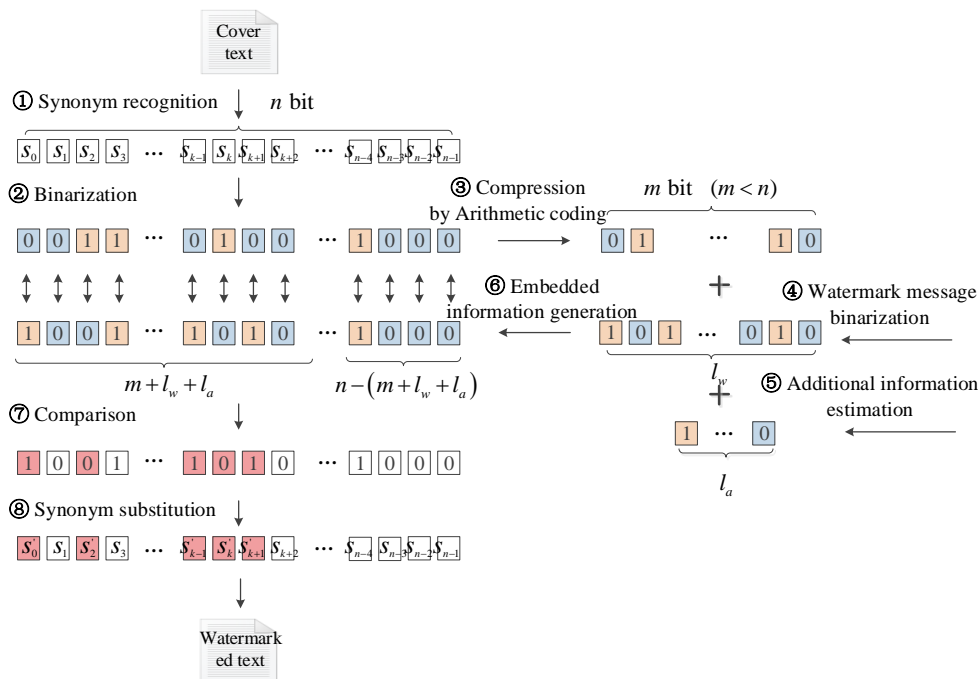 Cover
text
① Synonym recognition
n bit
s₀ s₁ s₂ s₃ ... sₖ₋₁ sₖ sₖ₊₁ sₖ₊₂ ... sₙ₋₄ sₙ₋₃ sₙ₋₂ sₙ₋₁
② Binarization
③ Compression
by Arithmetic coding
m bit (m < n)
0 0 1 1 ... 0 1 0 0 ... 1 0 0 0
0 1 ... 1 0
+
⑥ Embedded
information generation
④ Watermark message
binarization
1 0 0 1 ... 1 0 1 0 ... 1 0 0 0
1 0 1 ... 0 1 0
m + l_w + l_a
n − (m + l_w + l_a)
l_w
+
⑤ Additional information
estimation
⑦ Comparison
1 ... 0
l_a
1 0 0 1 ... 1 0 1 0 ... 1 0 0 0
⑧ Synonym substitution
s'₀ s₁ s'₂ s₃ ... s'ₖ₋₁ s'ₖ s'ₖ₊₁ sₖ₊₂ ... sₙ₋₄ sₙ₋₃ sₙ₋₂ sₙ₋₁
Watermark
ed text